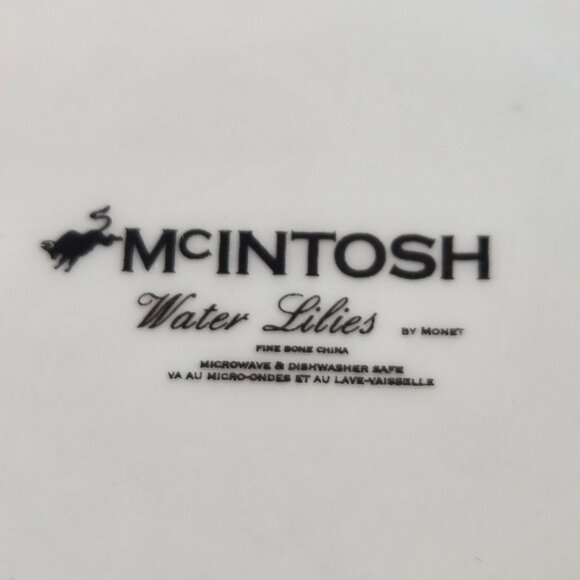 McINTOSH
Water Lilies BY MONET
FINE BONE CHINA
MICROWAVE & DISHWASHER SAFE
VA AU MICRO-ONDES ET AU LAVE-VAISSELLE